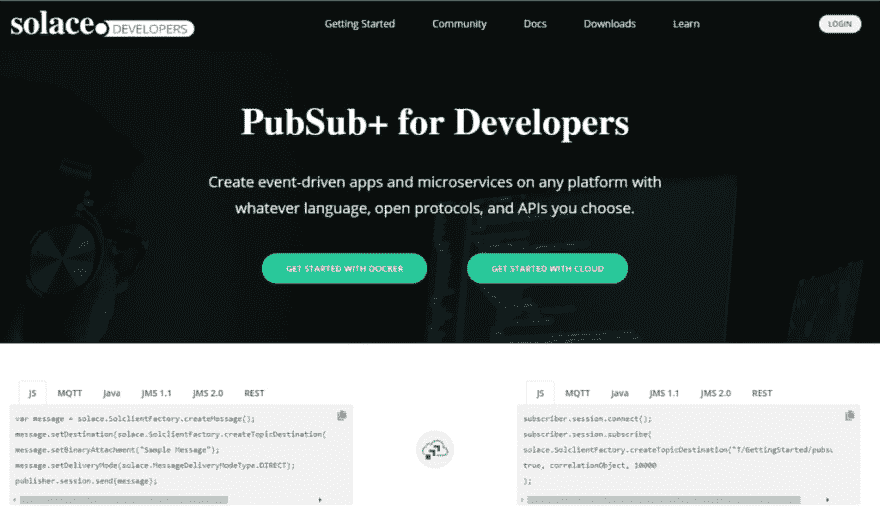 solace. DEVELOPERS
Getting Started Community Docs Downloads Learn LOGIN
PubSub+ for Developers
Create event-driven apps and microservices on any platform with
whatever language, open protocols, and APIs you choose.
GET STARTED WITH DOCKER GET STARTED WITH CLOUD
JS MQTT Java JMS 1.1 JMS 2.0 REST
var message = solace.SolclientFactory.createMessage();
message.setDestination(solace.SolclientFactory.createTopicDestination(
message.setBinaryAttachment("Sample Message");
message.setDeliveryMode(solace.MessageDeliveryModeType.DIRECT);
publisher.session.send(message);
JS MQTT Java JMS 1.1 JMS 2.0 REST
subscriber.session.connect();
subscriber.session.subscribe(
solace.SolclientFactory.createTopicDestination("T/GettingStarted/pubsu
true, correlationObject, 10000
);